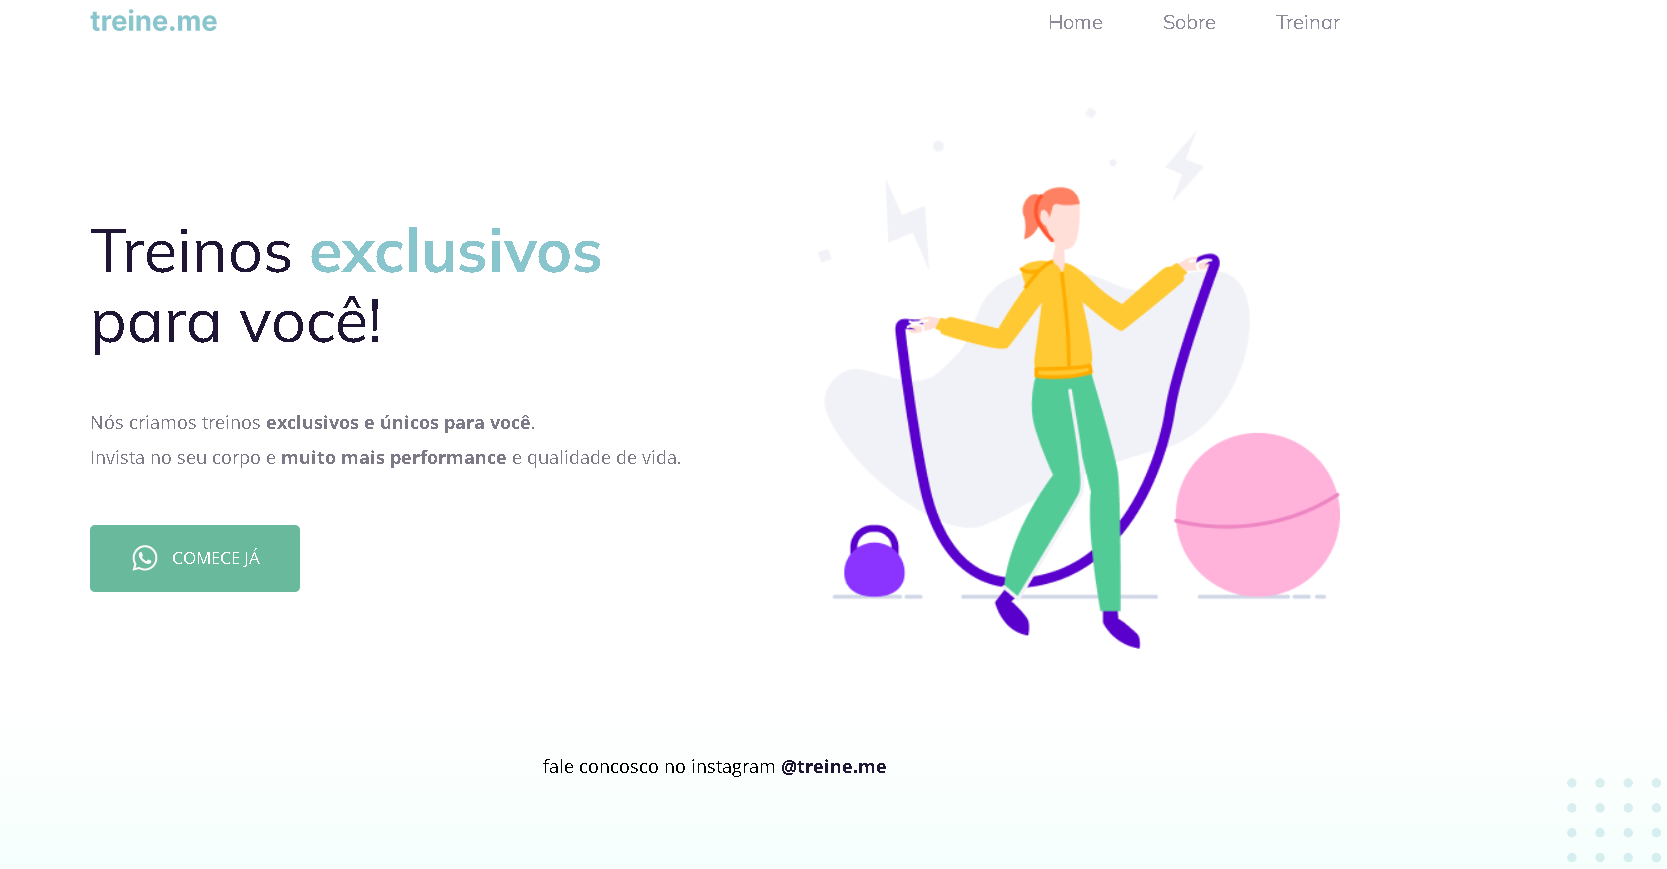 treine.me
Home
Sobre
Treinar
Treinos exclusivos
para você!
Nós criamos treinos exclusivos e únicos para você.
Invista no seu corpo e muito mais performance e qualidade de vida.
COMECE JÁ
fale concosco no instagram @treine.me